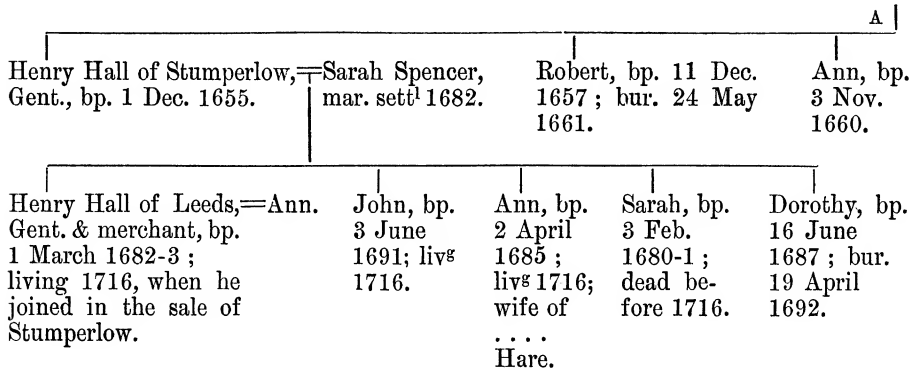 A
Henry Hall of Stumperlow,=Sarah Spencer,
Gent., bp. 1 Dec. 1655.
mar. settˡ 1682.
Robert, bp. 11 Dec.
1657 ; bur. 24 May
1661.
Ann, bp.
3 Nov.
1660.
Henry Hall of Leeds,=Ann.
Gent. & merchant, bp.
1 March 1682-3 ;
living 1716, when he
joined in the sale of
Stumperlow.
John, bp.
3 June
1691; livᵍ
1716.
Ann, bp.
2 April
1685 ;
livᵍ 1716;
wife of
. . . .
Hare.
Sarah, bp.
3 Feb.
1680-1 ;
dead be-
fore 1716.
Dorothy, bp.
16 June
1687 ; bur.
19 April
1692.